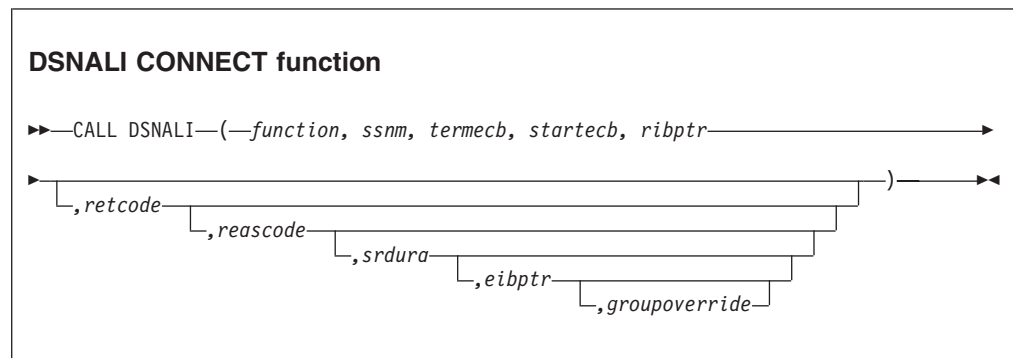 DSNALI CONNECT function
CALL DSNALI ( function, ssnm, termecb, startecb, ribptr
)
,retcode
,reascode
,srdura
,eibptr
,groupoverride